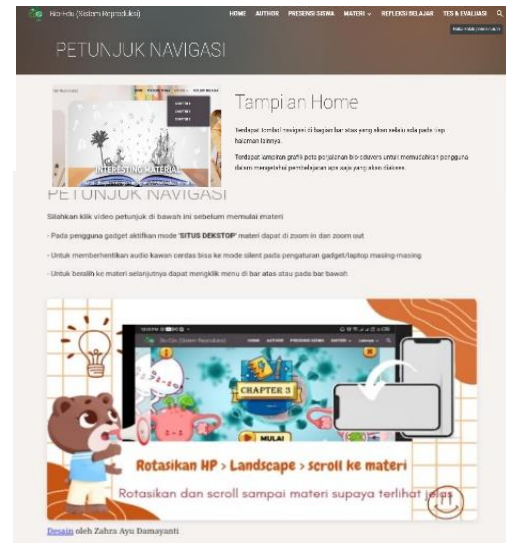 Bio-Edu (Sistem Reproduksi)
HOME AUTHOR PRESENSI SISWA MATERI REFLEKSI BELAJAR TES & EVALUASI
PETUNJUK NAVIGASI
INTERESTING MATERIAL
Tampilan Home
Terdapat tombol navigasi di bagian bar atas yang akan selalu ada pada tiap
halaman lainnya.
Terdapat tampilan grafik peta perjalanan bio-eduvers untuk memudahkan pengguna
dalam mengetahui pembelajaran apa saja yang akan diakses.
PETUNJUK NAVIGASI
Silahkan klik video petunjuk di bawah ini sebelum memulai materi
- Pada pengguna gadget aktifkan mode 'SITUS DEKSTOP' materi dapat di zoom in dan zoom out
- Untuk memberhentikan audio kawan cerdas bisa ke mode silent pada pengaturan gadget/laptop masing-masing
- Untuk beralih ke materi selanjutnya dapat mengklik menu di bar atas atau pada bar bawah
Bio-Edu (Sistem Reproduksi) HOME AUTHOR PRESENSI SISWA MATERI
CHAPTER 3
MULAI
Rotasikan HP > Landscape > scroll ke materi
Rotasikan dan scroll sampai materi supaya terlihat jelas
Desain oleh Zahra Ayu Damayanti